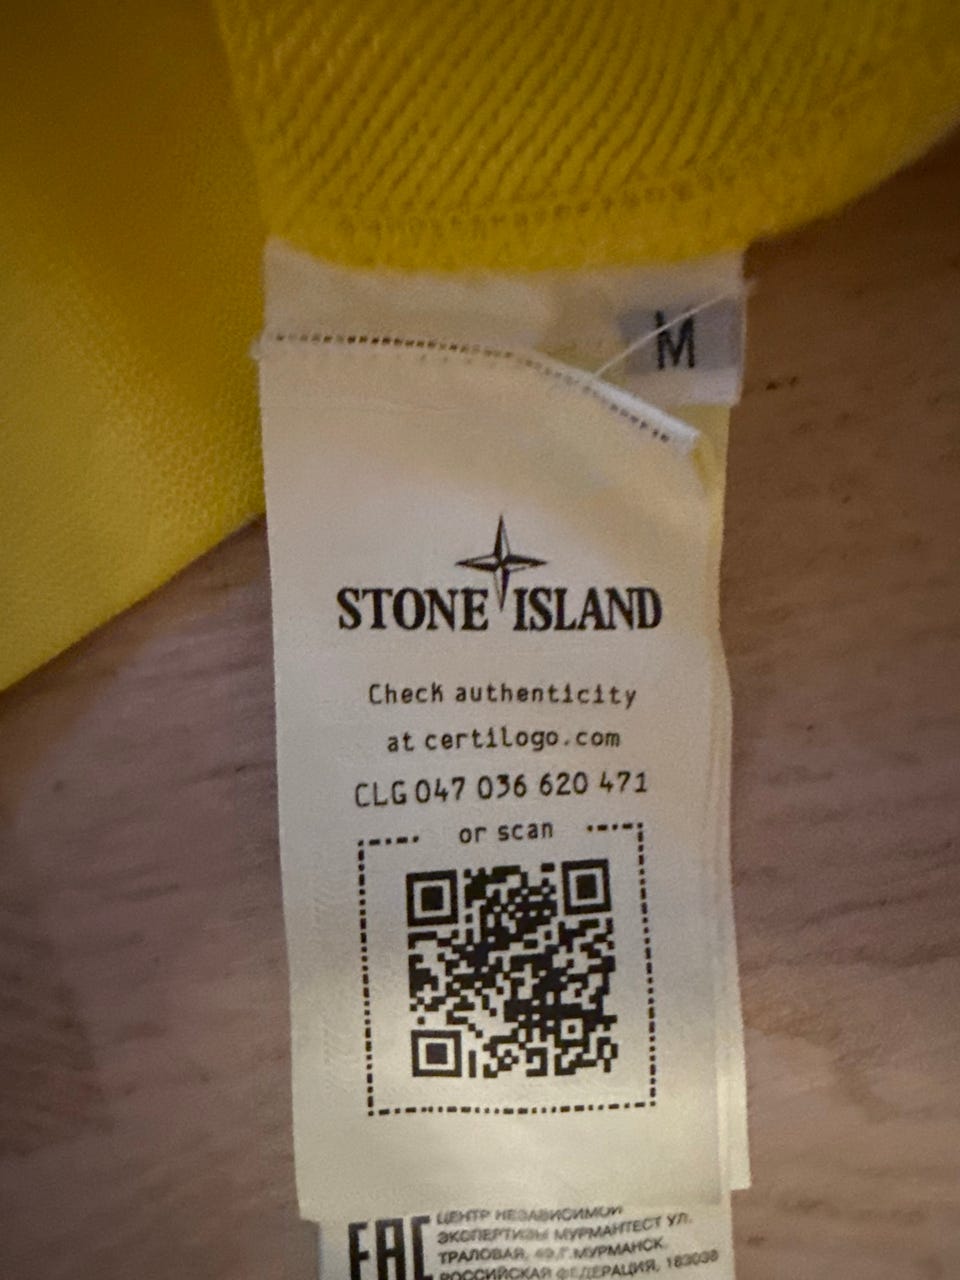 M
STONE ISLAND
Check authenticity
at certilogo.com
CLG 047 036 620 471
or scan
EAC
ЦЕНТР НЕЗАВИСИМОЙ
ЭКСПЕРТИЗЫ МУРМАНТЕСТ УЛ.
ТРАЛОВАЯ, 49,Г.МУРМАНСК,
РОССИЙСКАЯ ФЕДЕРАЦИЯ, 183038